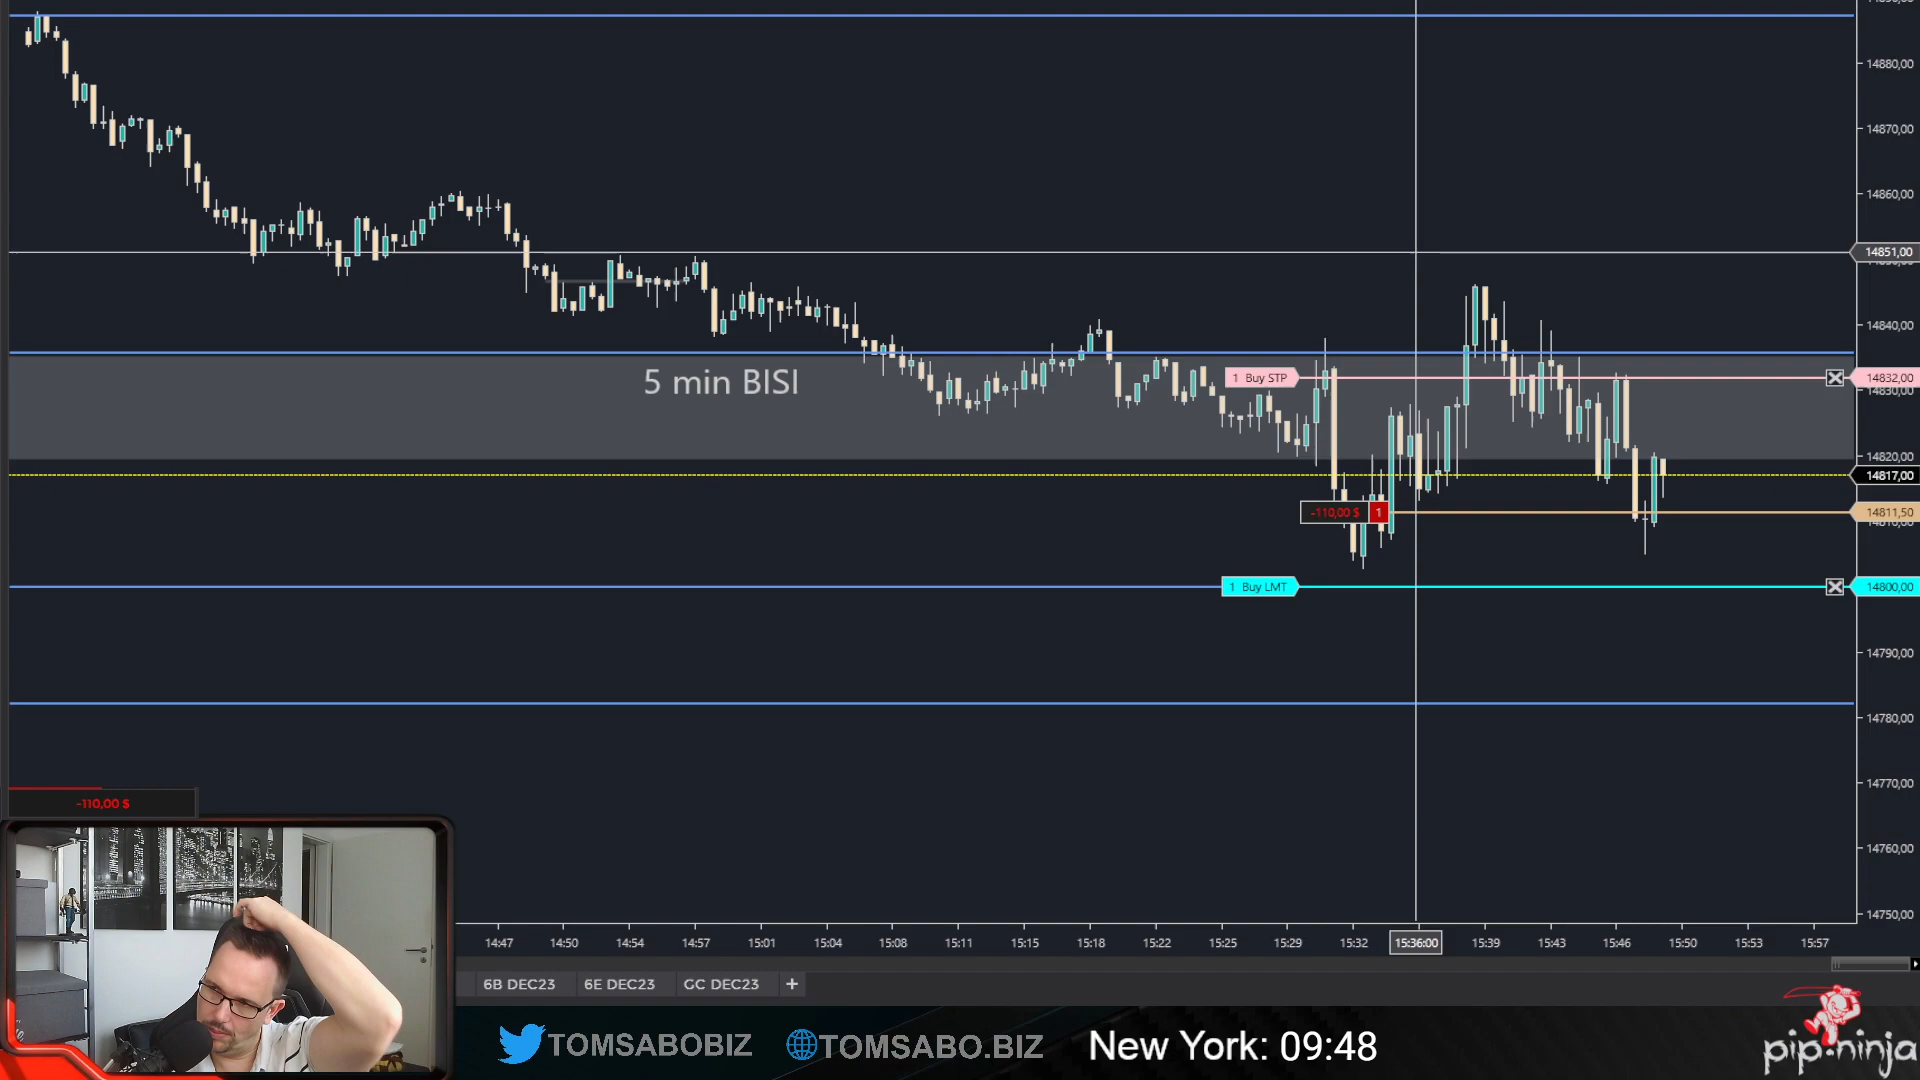 14880,00
14870,00
14860,00
14851,00
14840,00
5 min BISI
1 Buy STP
14832,00
14830,00
14820,00
14817,00
-110,00 $ 1
14811,50
1 Buy LMT
14800,00
14790,00
14780,00
14770,00
-110,00 $
14760,00
14750,00
14:47 14:50 14:54 14:57 15:01 15:04 15:08 15:11 15:15 15:18 15:22 15:25 15:29 15:32 15:36:00 15:39 15:43 15:46 15:50 15:53 15:57
6B DEC23 6E DEC23 GC DEC23 +
TOMSABOBIZ TOMSABO.BIZ New York: 09:48
pip.ninja